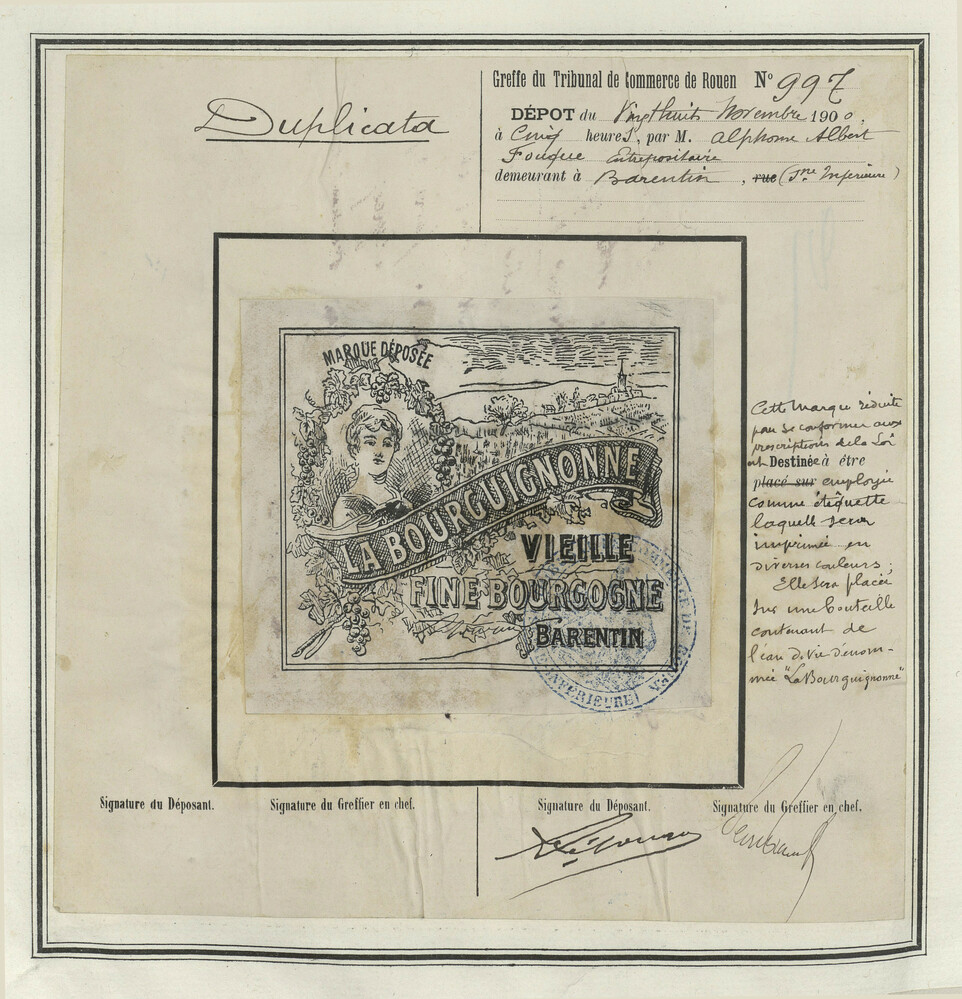 Duplicata
Greffe du Tribunal de Commerce de Rouen N° 997
DÉPOT du Vingt huit Novembre 1900.
à Cinq heures, par M. Alphonse Albert
Fouque Entrepositaire
demeurant à Barentin, rue (Sne Inferieure)
MARQUE DÉPOSÉE
LA BOURGUIGNONNE
VIEILLE
FINE BOURGOGNE
BARENTIN
INFÉRIEURE)
Cette Marque réduite
pour se conformer aux
prescriptions de la Loi
est Destinée à être
placé sur employée
comme étiquette
laquelle sera
imprimée en
diverses couleurs;
Elle sera placée
sur une bouteille
contenant de
l'eau de Vie dénom-
mée "La Bourguignonne"
Signature du Déposant. Signature du Greffier en chef.
Signature du Déposant. Signature du Greffier en chef.